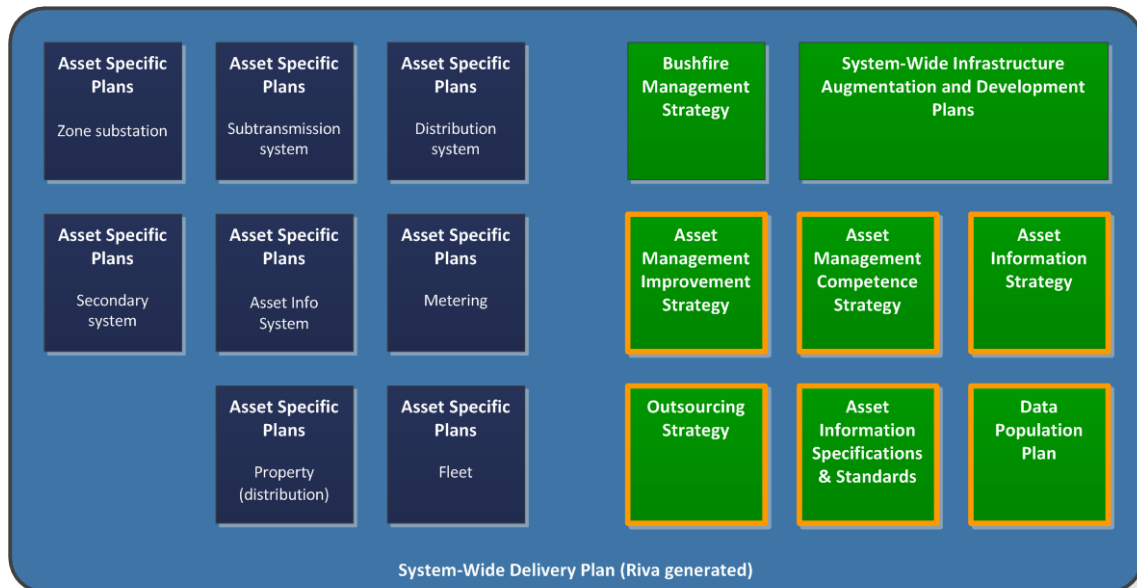 Asset Specific
Plans
Zone substation
Asset Specific
Plans
Subtransmission
system
Asset Specific
Plans
Distribution
system
Bushfire
Management
Strategy
System-Wide Infrastructure
Augmentation and Development
Plans
Asset Specific
Plans
Secondary
system
Asset Specific
Plans
Asset Info
System
Asset Specific
Plans
Metering
Asset
Management
Improvement
Strategy
Asset
Management
Competence
Strategy
Asset
Information
Strategy
Asset Specific
Plans
Property
(distribution)
Asset Specific
Plans
Fleet
Outsourcing
Strategy
Asset
Information
Specifications
& Standards
Data
Population
Plan
System-Wide Delivery Plan (Riva generated)